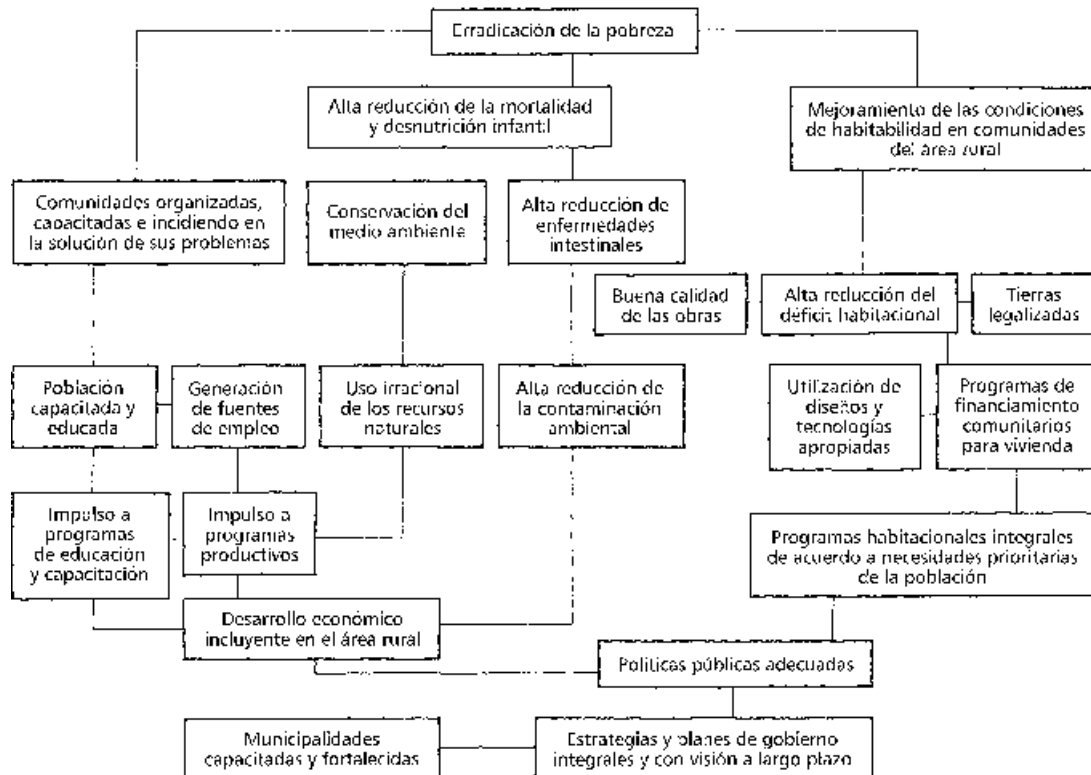 Erradicación de la pobreza
Alta reducción de la mortalidad
y desnutrición infantil
Mejoramiento de las condiciones
de habitabilidad en comunidades
del área rural
Comunidades organizadas,
capacitadas e incidiendo en
la solución de sus problemas
Conservación del
medio ambiente
Alta reducción de
enfermedades
intestinales
Buena calidad
de las obras
Alta reducción del
déficit habitacional
Tierras
legalizadas
Población
capacitada y
educada
Generación
de fuentes
de empleo
Uso irracional
de los recursos
naturales
Alta reducción de
la contaminación
ambiental
Utilización de
diseños y
tecnologías
apropiadas
Programas de
financiamiento
comunitarios
para vivienda
Impulso a
programas
de educación
y capacitación
Impulso a
programas
productivos
Programas habitacionales integrales
de acuerdo a necesidades prioritarias
de la población
Desarrollo económico
incluyente en el área rural
Políticas públicas adecuadas
Municipalidades
capacitadas y fortalecidas
Estrategias y planes de gobierno
integrales y con visión a largo plazo